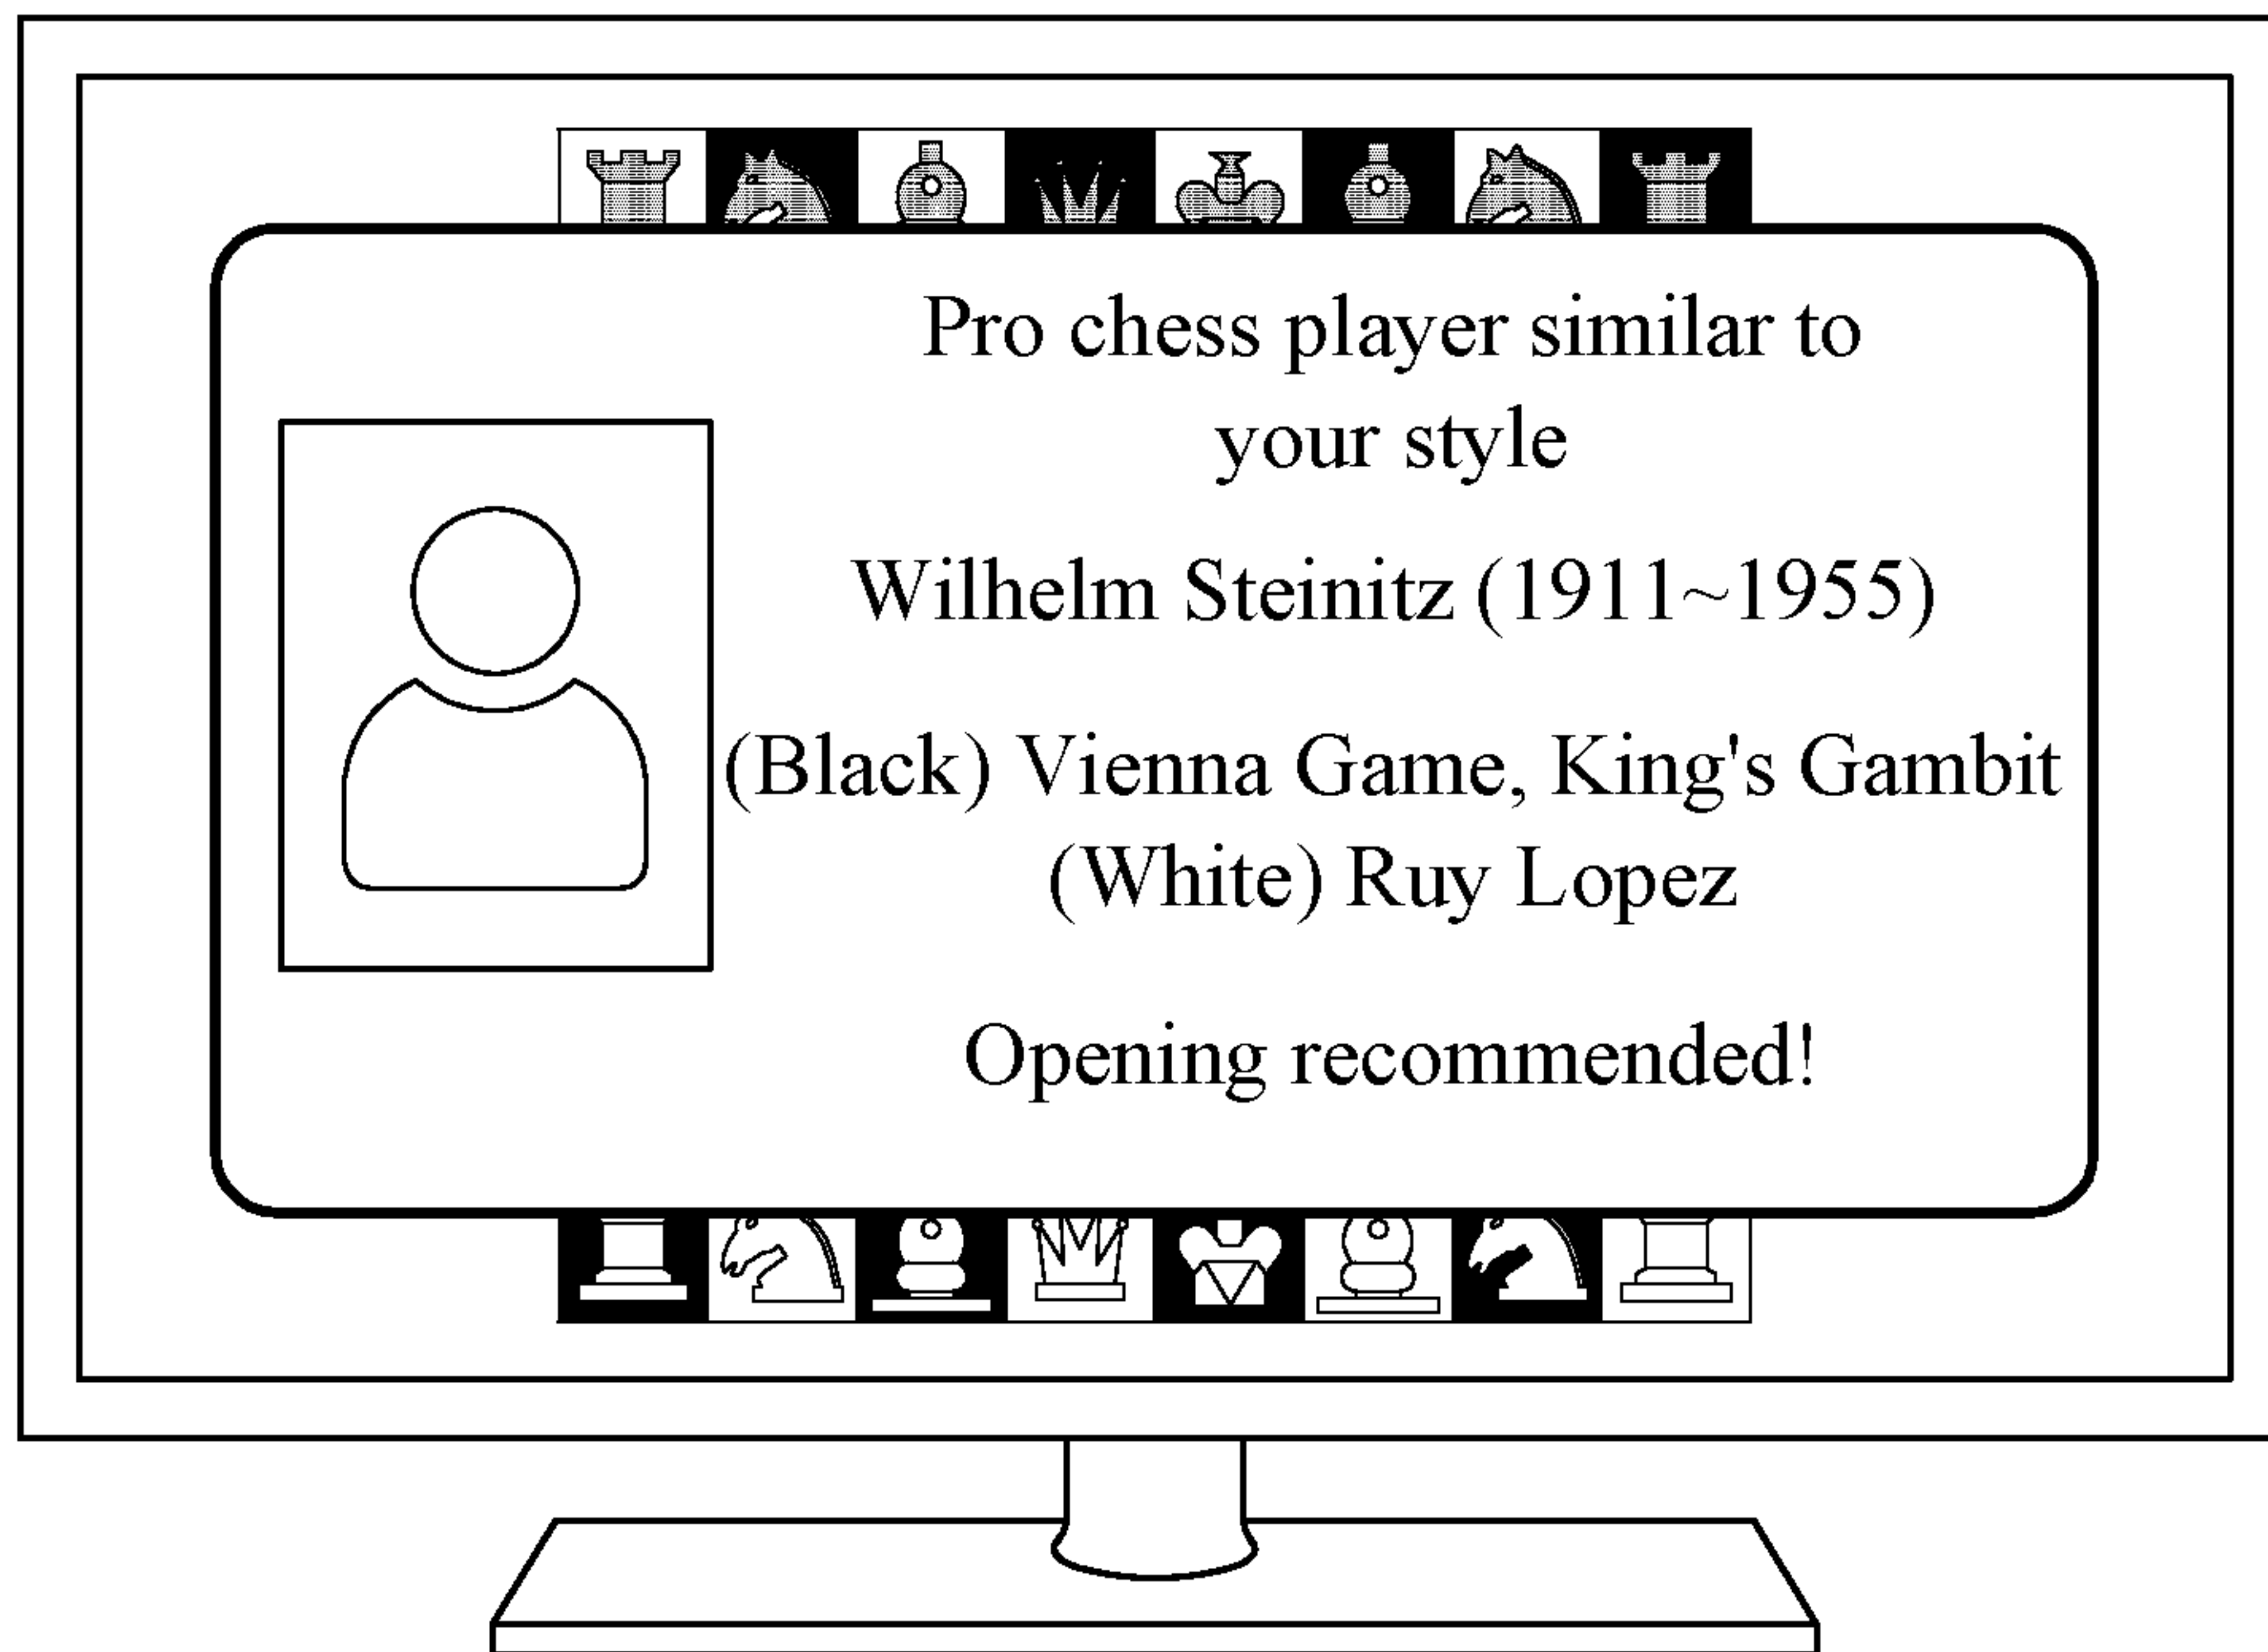 Pro chess player similar to
your style
Wilhelm Steinitz (1911~1955)
(Black) Vienna Game, King's Gambit
(White) Ruy Lopez
Opening recommended!